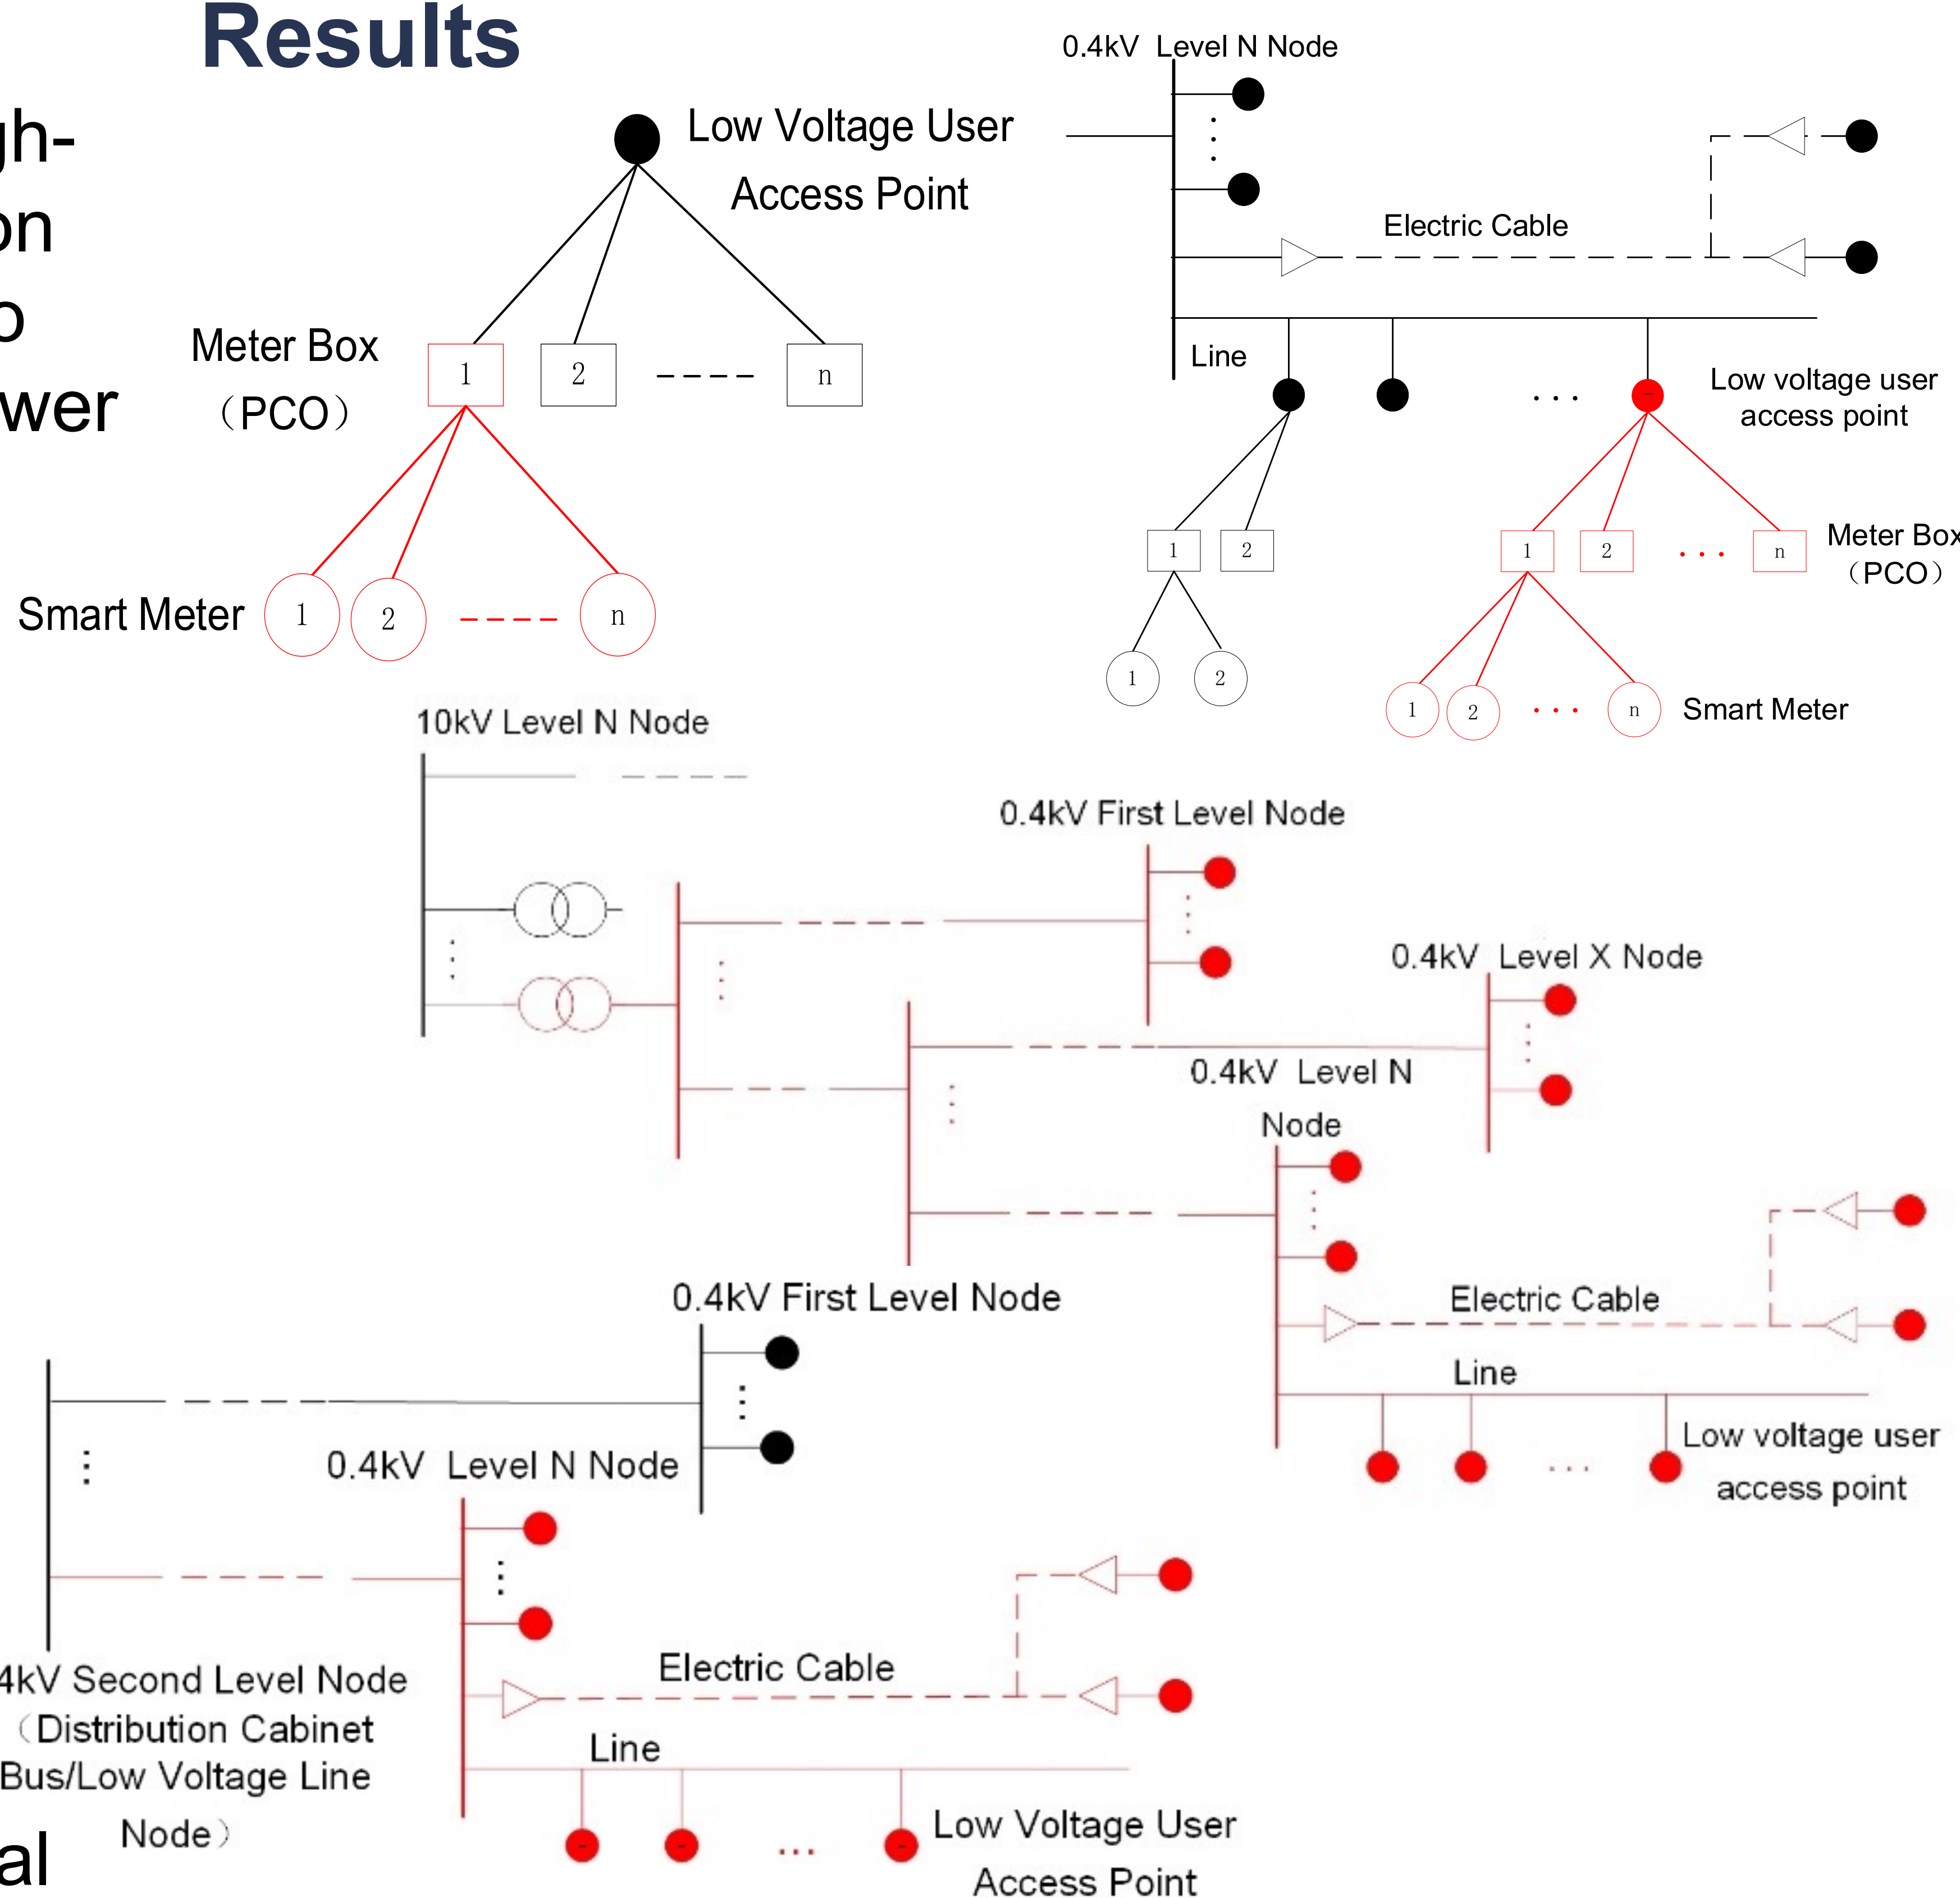 Results
gh-
on
o
wer
al
Low Voltage User
Access Point
Meter Box
（PCO）
1
2
n
Smart Meter
1
2
n
0.4kV Level N Node
Electric Cable
Line
Low voltage user
access point
1
2
1
2
n
Meter Box
（PCO）
1
2
1
2
n
Smart Meter
10kV Level N Node
0.4kV First Level Node
0.4kV Level X Node
0.4kV Level N
Node
Electric Cable
Line
Low voltage user
access point
0.4kV First Level Node
0.4kV Level N Node
4kV Second Level Node
（Distribution Cabinet
Bus/Low Voltage Line
Node）
Electric Cable
Line
Low Voltage User
Access Point